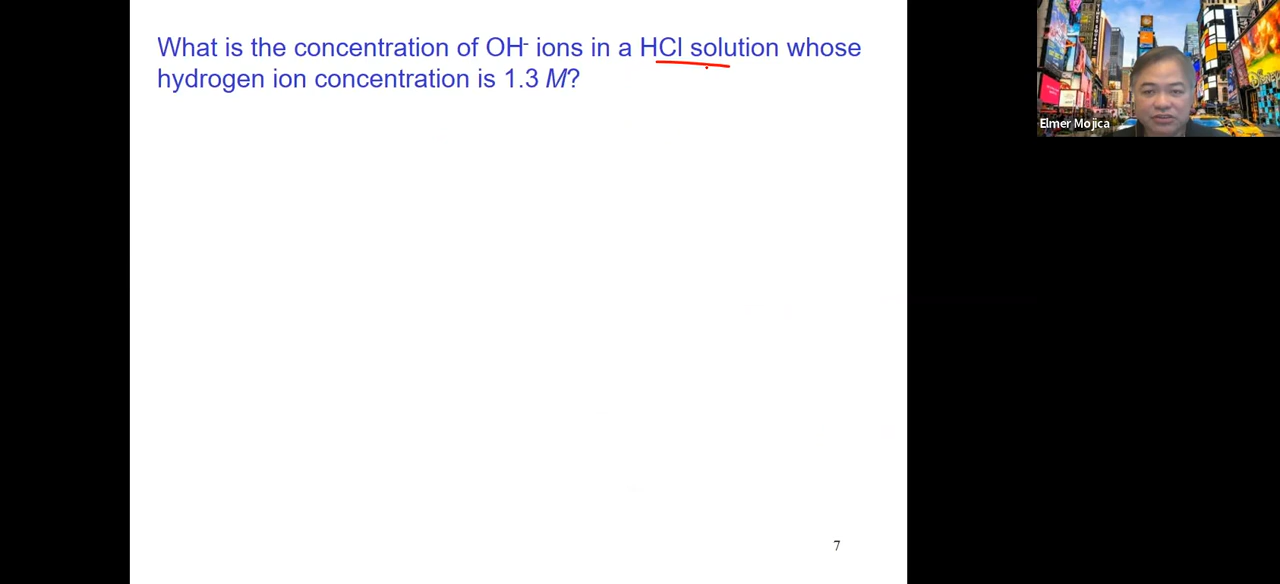 What is the concentration of OH- ions in a HCl solution whose
hydrogen ion concentration is 1.3 M?
Elmer Mojica
7